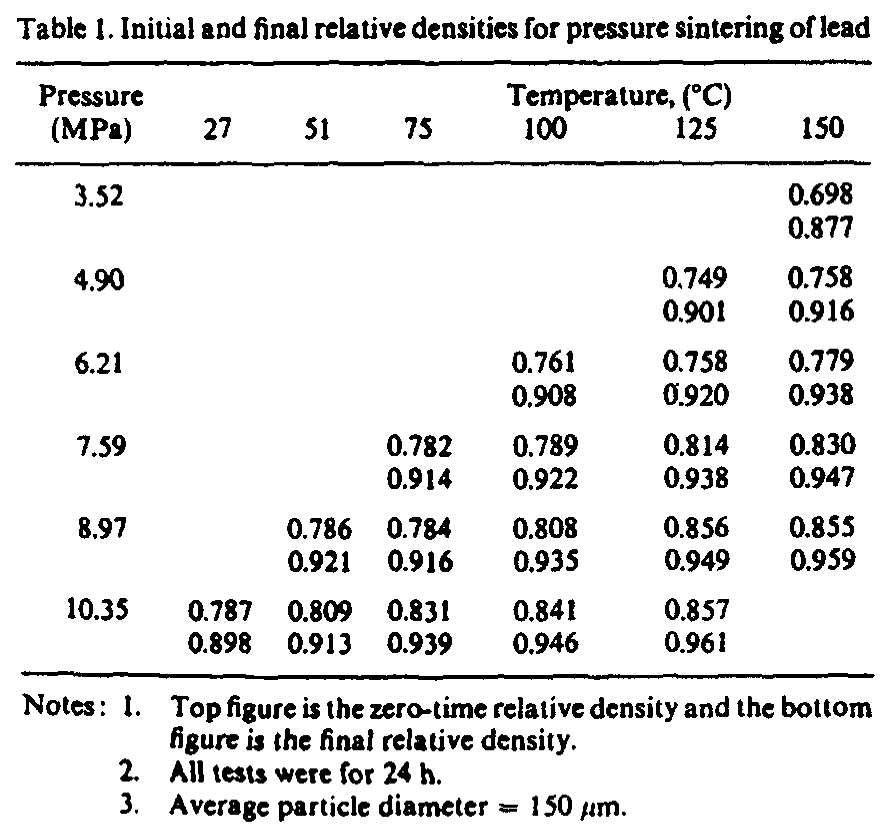 Table 1. Initial and final relative densities for pressure sintering of lead
Pressure Temperature, (°C)
(MPa) 27 51 75 100 125 150
3.52 0.698
0.877
4.90 0.749 0.758
0.901 0.916
6.21 0.761 0.758 0.779
0.908 0.920 0.938
7.59 0.782 0.789 0.814 0.830
0.914 0.922 0.938 0.947
8.97 0.786 0.784 0.808 0.856 0.855
0.921 0.916 0.935 0.949 0.959
10.35 0.787 0.809 0.831 0.841 0.857
0.898 0.913 0.939 0.946 0.961
Notes: 1. Top figure is the zero-time relative density and the bottom
figure is the final relative density.
2. All tests were for 24 h.
3. Average particle diameter = 150 μm.